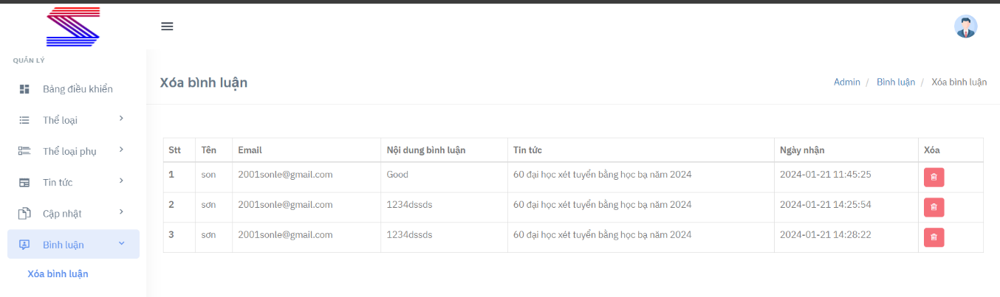 QUẢN LÝ
Bảng điều khiển
Thể loại
Thể loại phụ
Tin tức
Cập nhật
Bình luận
Xóa bình luận
Xóa bình luận
Admin / Bình luận / Xóa bình luận
Stt Tên Email Nội dung bình luận Tin tức Ngày nhận Xóa
1 son 2001sonle@gmail.com Good 60 đại học xét tuyển bằng học bạ năm 2024 2024-01-21 11:45:25
2 sơn 2001sonle@gmail.com 1234dssds 60 đại học xét tuyển bằng học bạ năm 2024 2024-01-21 14:25:54
3 sơn 2001sonle@gmail.com 1234dssds 60 đại học xét tuyển bằng học bạ năm 2024 2024-01-21 14:28:22